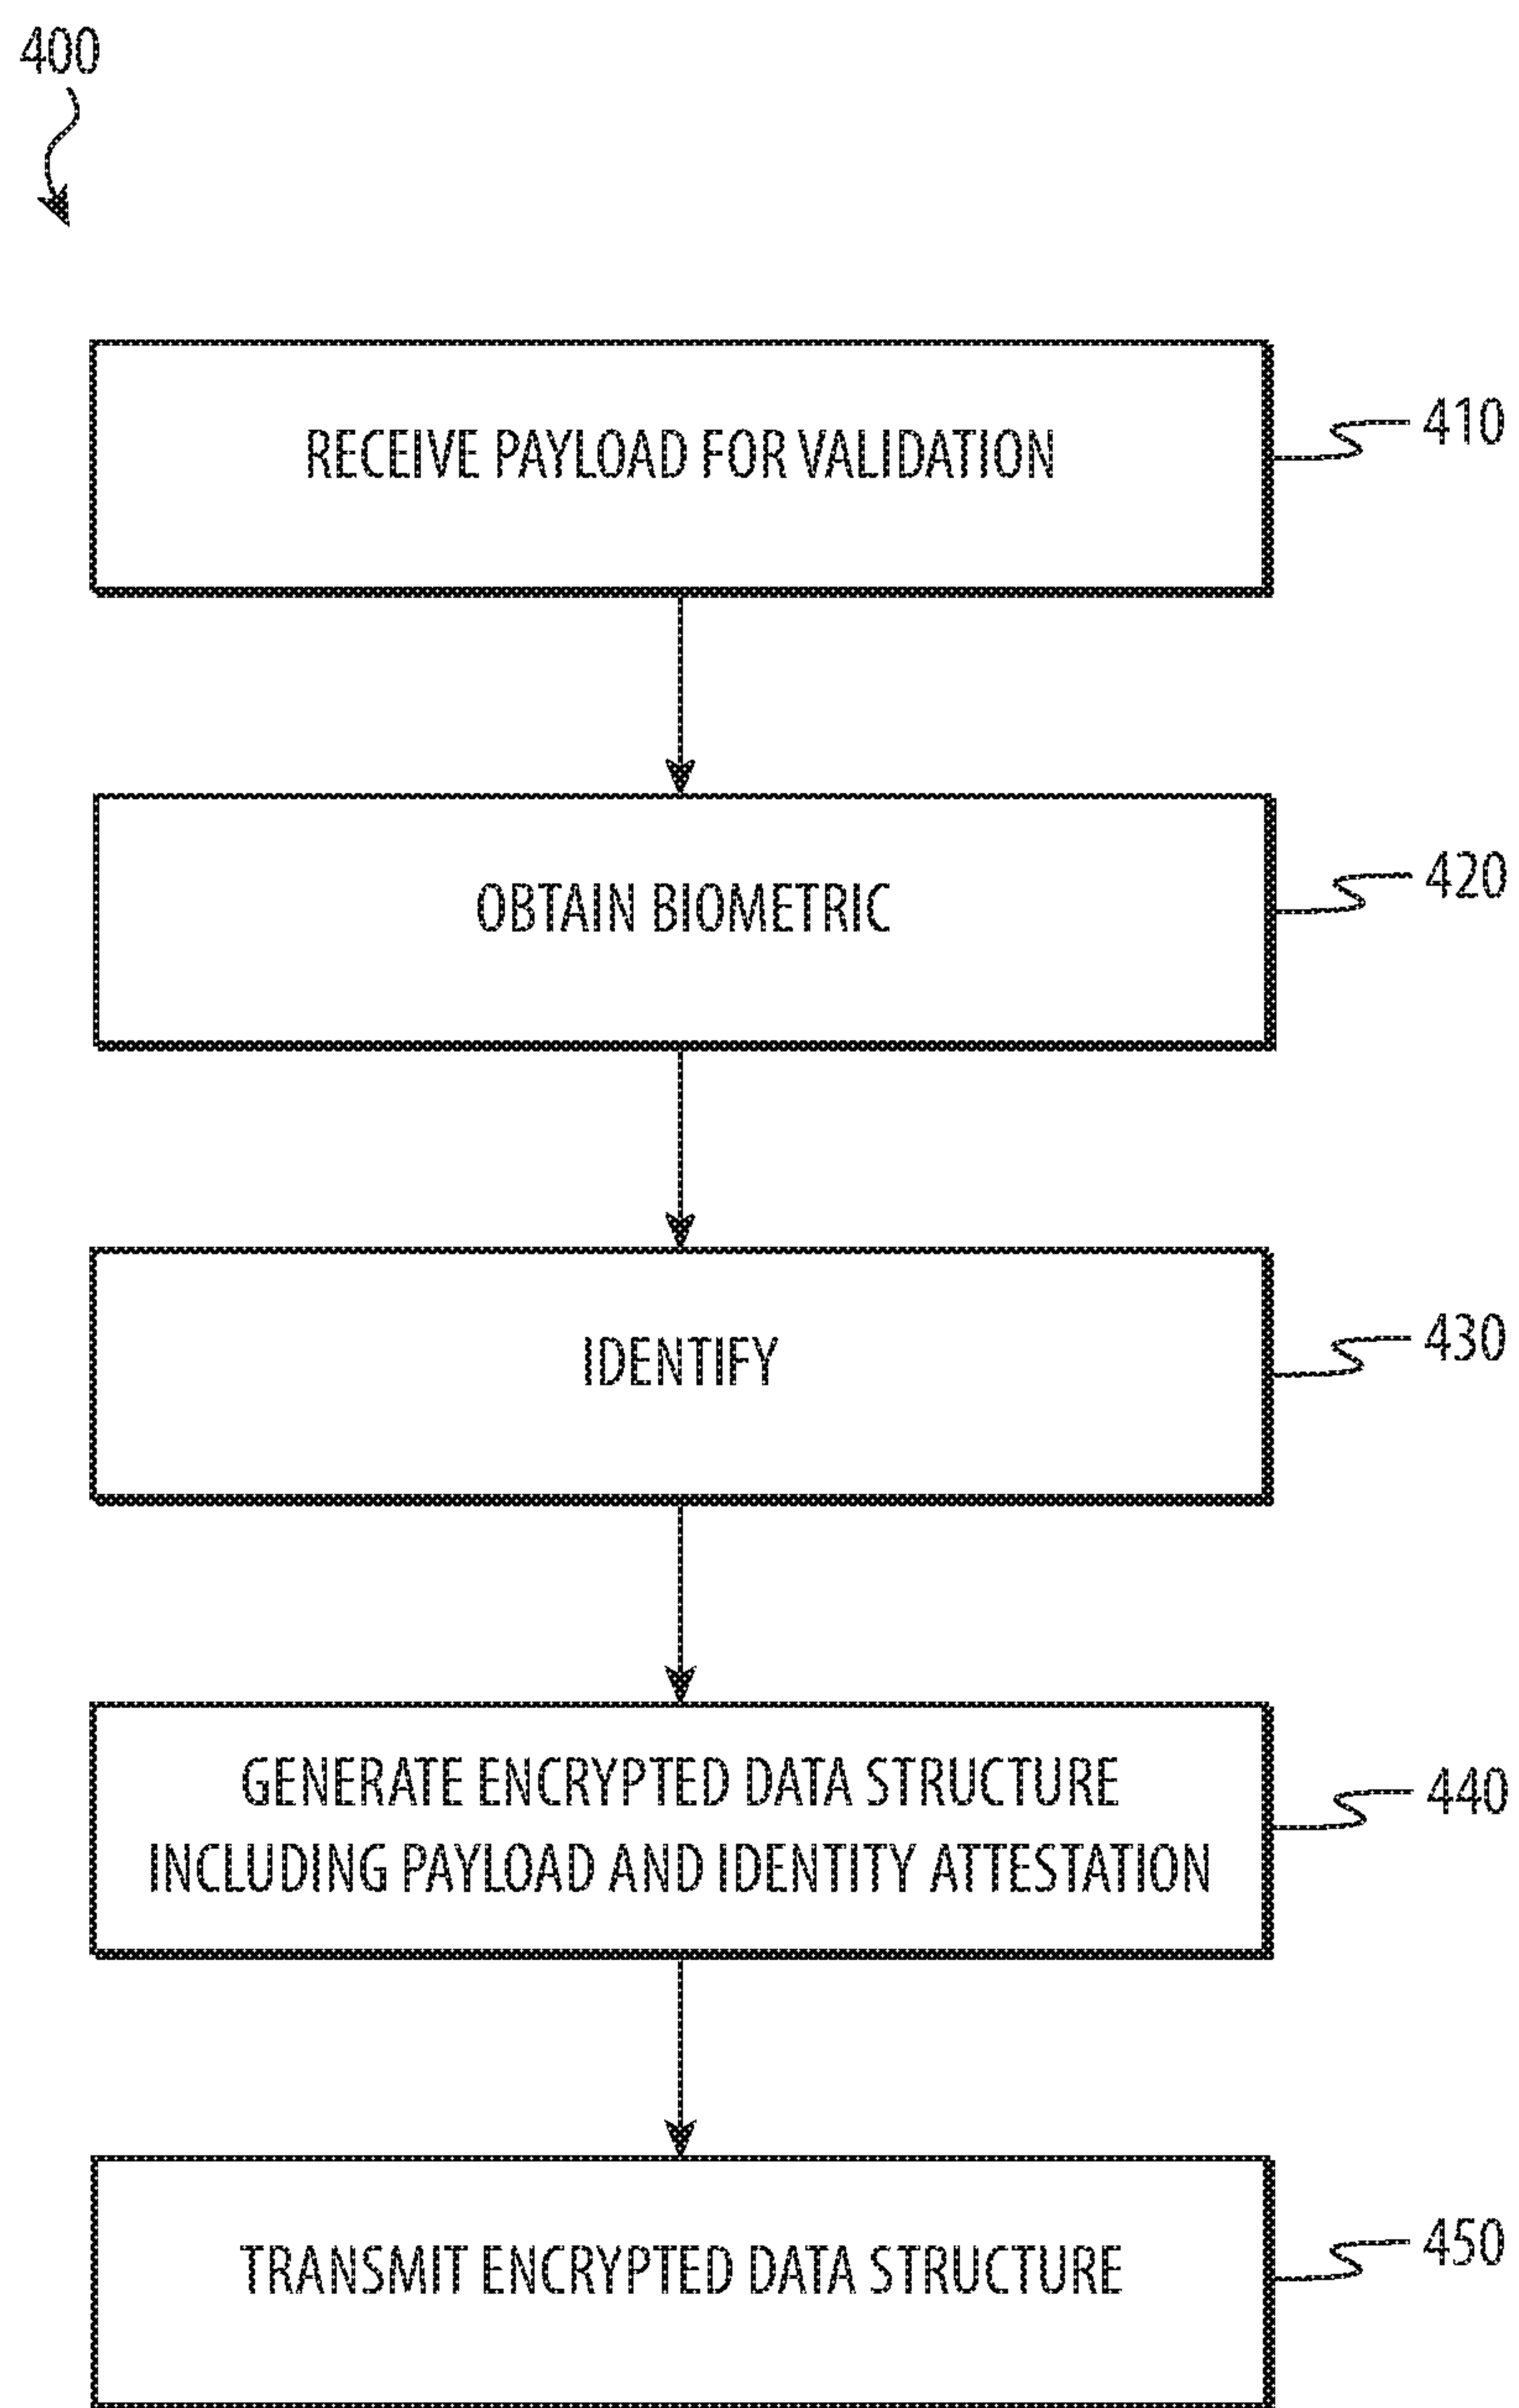 400
RECEIVE PAYLOAD FOR VALIDATION
410
OBTAIN BIOMETRIC
420
IDENTIFY
430
GENERATE ENCRYPTED DATA STRUCTURE
INCLUDING PAYLOAD AND IDENTITY ATTESTATION
440
TRANSMIT ENCRYPTED DATA STRUCTURE
450